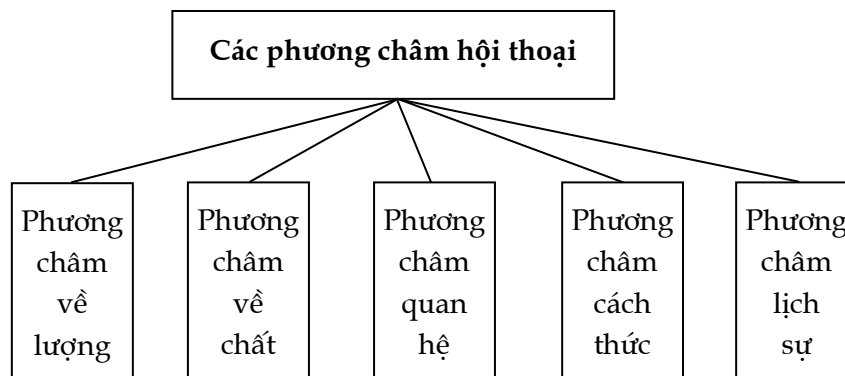 Các phương châm hội thoại
Phương
châm
về
lượng
Phương
châm
về
chất
Phương
châm
quan
hệ
Phương
châm
cách
thức
Phương
châm
lịch
sự